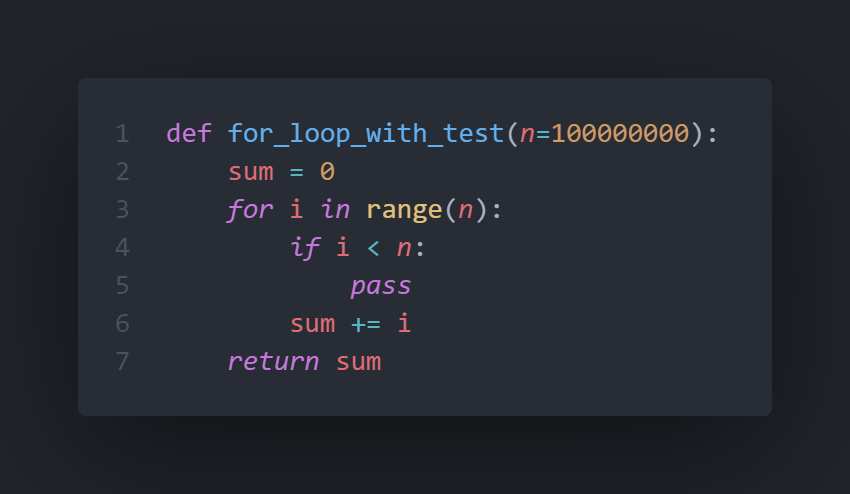 1 def for_loop_with_test(n=100000000):
2     sum = 0
3     for i in range(n):
4         if i < n:
5             pass
6         sum += i
7     return sum